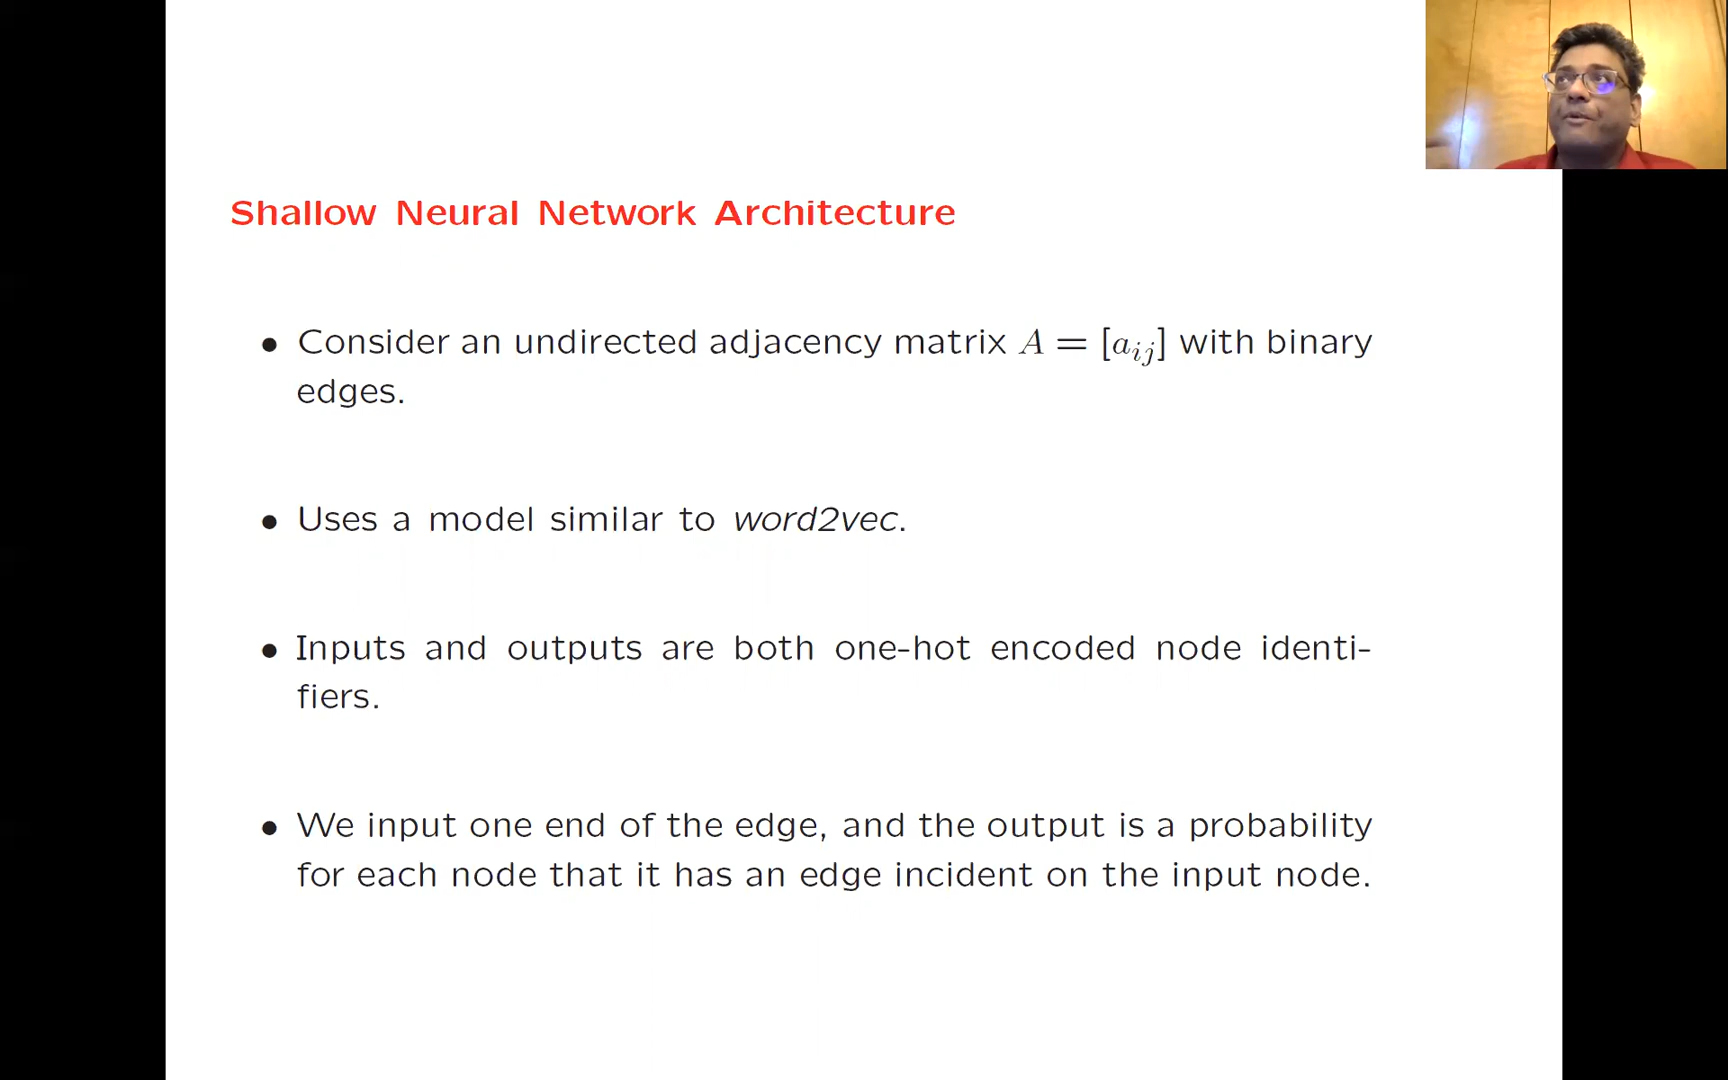 Shallow Neural Network Architecture
• Consider an undirected adjacency matrix A = [a_{ij}] with binary
edges.
• Uses a model similar to word2vec.
• Inputs and outputs are both one-hot encoded node identi-
fiers.
• We input one end of the edge, and the output is a probability
for each node that it has an edge incident on the input node.